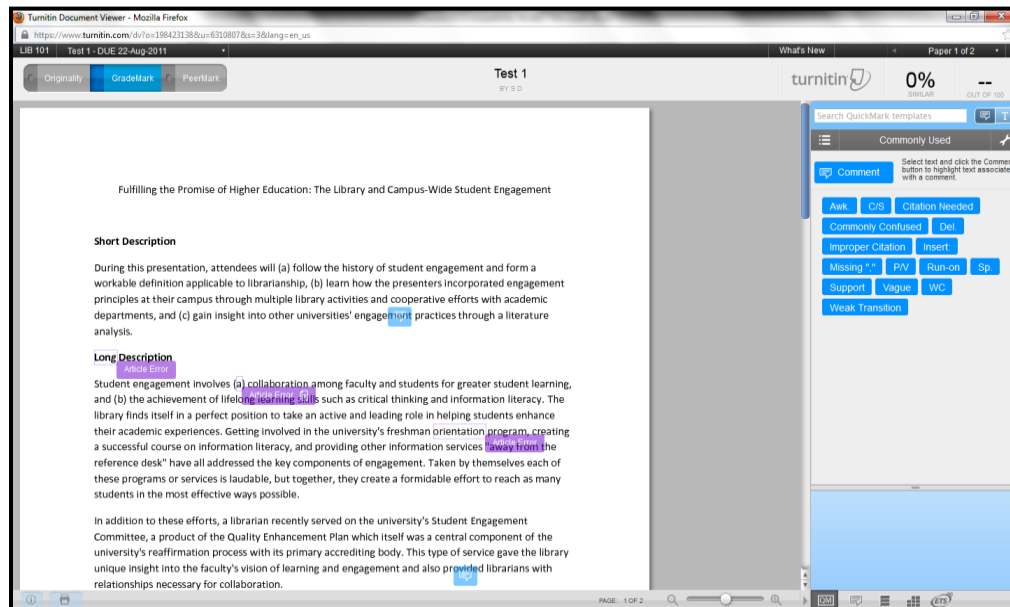 Turnitin Document Viewer - Mozilla Firefox
https://www.turnitin.com/dv?o=198423138&u=6310807&s=3&lang=en_us
LIB 101 Test 1 - DUE 22-Aug-2011 What's New Paper 1 of 2
Originality GradeMark PeerMark
Test 1
BY S D
turnitin
0%
SIMILAR
--
OUT OF 100
Search QuickMark templates T
Commonly Used
Comment
Select text and click the Commen
button to highlight text associate
with a comment.
Awk. C/S Citation Needed
Commonly Confused Del.
Improper Citation Insert
Missing "," P/V Run-on Sp.
Support Vague WC
Weak Transition
Fulfilling the Promise of Higher Education: The Library and Campus-Wide Student Engagement
Short Description
During this presentation, attendees will (a) follow the history of student engagement and form a
workable definition applicable to librarianship, (b) learn how the presenters incorporated engagement
principles at their campus through multiple library activities and cooperative efforts with academic
departments, and (c) gain insight into other universities' engagement practices through a literature
analysis.
Long Description
Article Error
Student engagement involves (a) collaboration among faculty and students for greater student learning,
Article Error
and (b) the achievement of lifelong learning skills such as critical thinking and information literacy. The
library finds itself in a perfect position to take an active and leading role in helping students enhance
their academic experiences. Getting involved in the university's freshman orientation program, creating
Article Error
a successful course on information literacy, and providing other information services "away from the
reference desk" have all addressed the key components of engagement. Taken by themselves each of
these programs or services is laudable, but together, they create a formidable effort to reach as many
students in the most effective ways possible.
In addition to these efforts, a librarian recently served on the university's Student Engagement
Committee, a product of the Quality Enhancement Plan which itself was a central component of the
university's reaffirmation process with its primary accrediting body. This type of service gave the library
unique insight into the faculty's vision of learning and engagement and also provided librarians with
relationships necessary for collaboration.
PAGE: 1 OF 2
QM
ETS